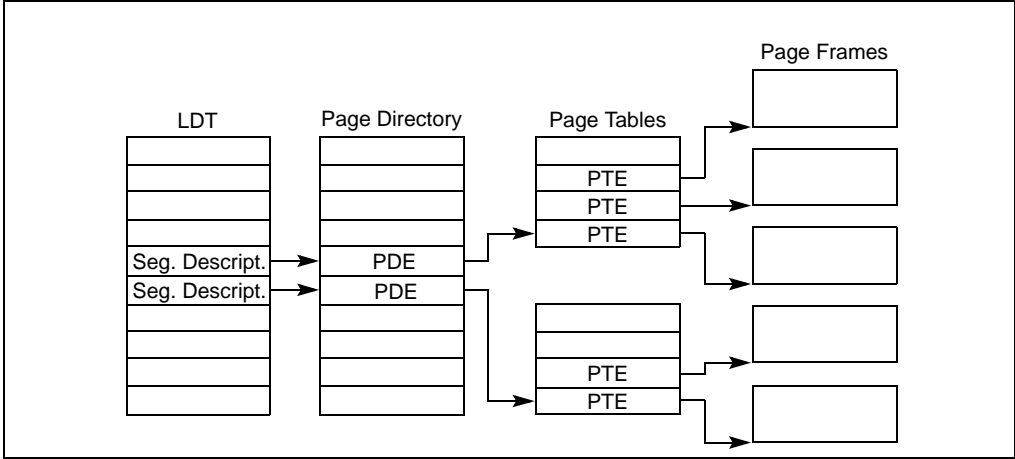 Page Frames
LDT
Page Directory
Page Tables
PTE
PTE
PTE
Seg. Descript.
PDE
Seg. Descript.
PDE
PTE
PTE